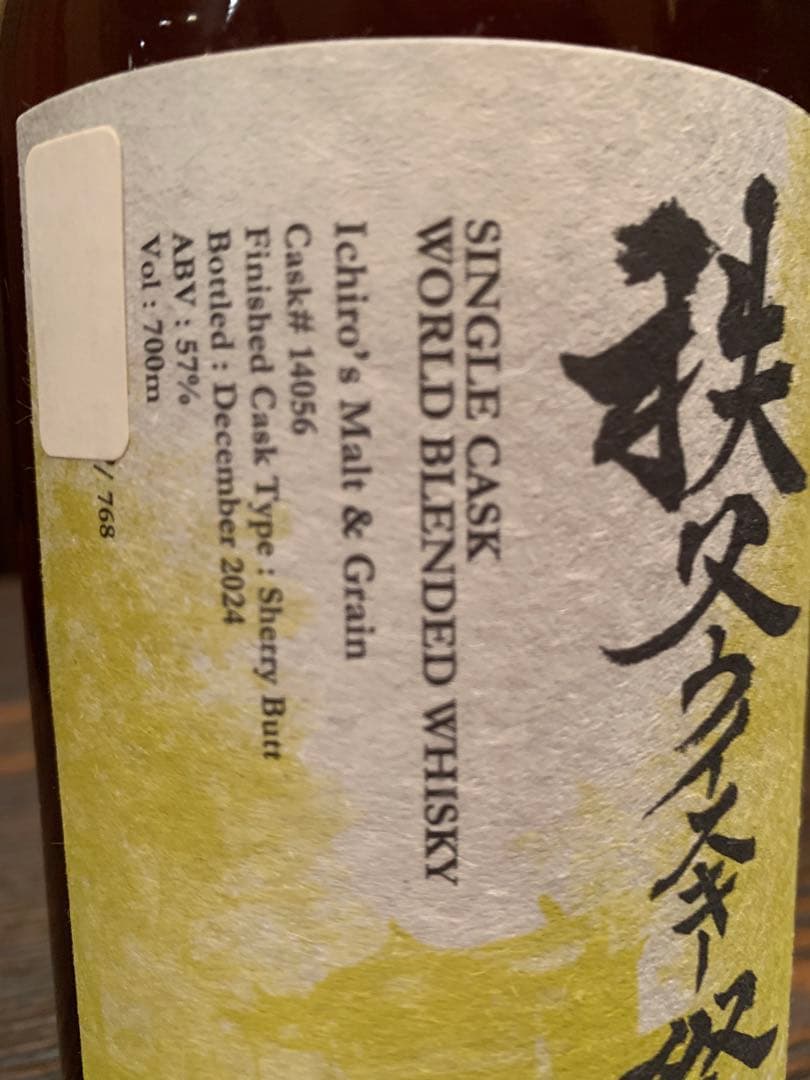 秩父ウイスキー祭
SINGLE CASK
WORLD BLENDED WHISKY
Ichiro's Malt & Grain
Cask# 14056
Finished Cask Type : Sherry Butt
Bottled : December 2024
ABV : 57%
Vol : 700m
/ 768